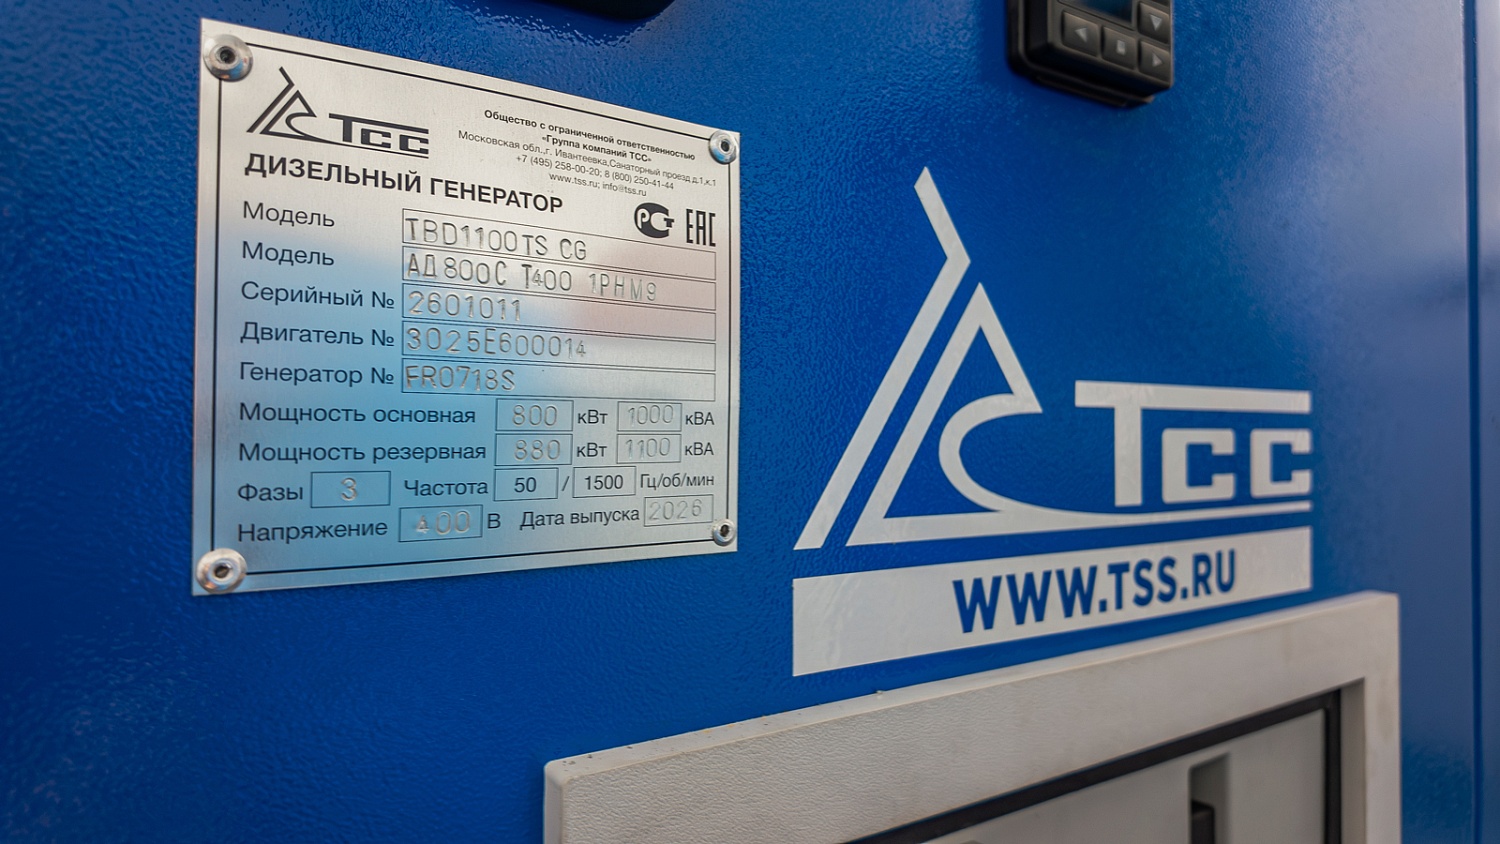 ТСС
Общество с ограниченной ответственностью
«Группа компаний ТСС»
Московская обл.,г. Ивантеевка,Санаторный проезд д.1,к.1
+7 (495) 258-00-20; 8 (800) 250-41-44
www.tss.ru; info@tss.ru
ДИЗЕЛЬНЫЙ ГЕНЕРАТОР
РСТ ЕАС
Модель TBD1100TS CG
Модель АД800С Т400 1РНМ9
Серийный № 2601011
Двигатель № 3025E600014
Генератор № FR0718S
Мощность основная 800 кВт 1000 кВА
Мощность резервная 880 кВт 1100 кВА
Фазы 3 Частота 50 / 1500 Гц/об/мин
Напряжение 400 В Дата выпуска 2026
ТСС
WWW.TSS.RU